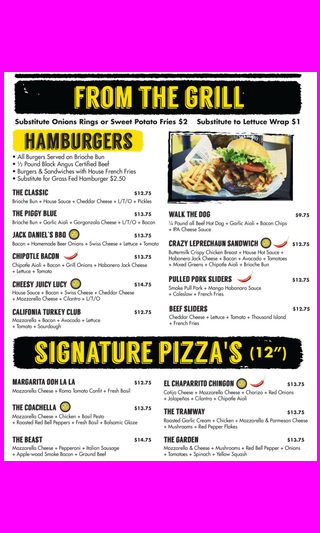 FROM THE GRILL
Substitute Onions Rings or Sweet Potato Fries $2 Substitute to Lettuce Wrap $1
HAMBURGERS
• All Burgers Served on Brioche Bun
• ½ Pound Black Angus Certified Beef
• Burgers & Sandwiches with House French Fries
• Substitute for Grass Fed Hamburger $2.50
THE CLASSIC $12.75
Brioche Bun + House Sauce + Cheddar Cheese + L/T/O + Pickles
THE PIGGY BLUE $13.75
Brioche Bun + Garlic Aioli + Gorgonzola Cheese + L/T/O + Bacon
JACK DANIEL'S BBQ $13.75
Bacon + Homemade Beer Onions + Swiss Cheese + Lettuce + Tomato
CHIPOTLE BACON $13.75
Chipotle Aioli + Bacon + Grill Onions + Habanero Jack Cheese
+ Lettuce + Tomato
CHEESY JUICY LUCY $14.75
House Sauce + Bacon + Swiss Cheese + Cheddar Cheese
+ Mozzarella Cheese + Cilantro + L/T/O
CALIFONIA TURKEY CLUB $12.75
Mozzarella + Bacon + Avocado + Lettuce
+ Tomato + Sourdough
WALK THE DOG $9.75
¼ Pound all Beef Hot Dog + Garlic Aioli + Bacon Chips
+ IPA Cheese Sauce
CRAZY LEPRECHAUN SANDWICH $12.75
Buttermilk Crispy Chicken Breast + House Hot Sauce +
Habanero Jack Cheese + Bacon + Avocado + Tomatoes
+ Mixed Greens + Chipotle Aioli + Brioche Bun
PULLED PORK SLIDERS $12.75
Smoke Pull Pork + Mango Habanero Sauce
+ Coleslaw + French Fries
BEEF SLIDERS $12.75
Cheddar Cheese + Lettuce + Tomato + Thousand Island
+ French Fries
SIGNATURE PIZZA'S (12”)
MARGARITA OOH LA LA $12.75
Mozzarella Cheese + Roma Tomato Confit + Fresh Basil
THE COACHELLA $13.75
Mozzarella Cheese + Chicken + Basil Pesto
+ Roasted Red Bell Peppers + Fresh Basil + Balsamic Glaze
THE BEAST $14.75
Mozzarella Cheese + Pepperoni + Italian Sausage
+ Apple-wood Smoke Bacon + Ground Beef
EL CHAPARRITO CHINGON $13.75
Cotija Cheese + Mozzarella Cheese + Chorizo + Red Onions
+ Jalapeños + Cilantro + Chipotle Aioli
THE TRAMWAY $13.75
Roasted Garlic Cream + Chicken + Mozzarella & Parmeson Cheese
+ Mushrooms + Red Pepper Flakes
THE GARDEN $13.75
Mozzarella & Cheese + Mushrooms + Red Bell Pepper + Onions
+ Tomatoes + Spinach + Yellow Squash